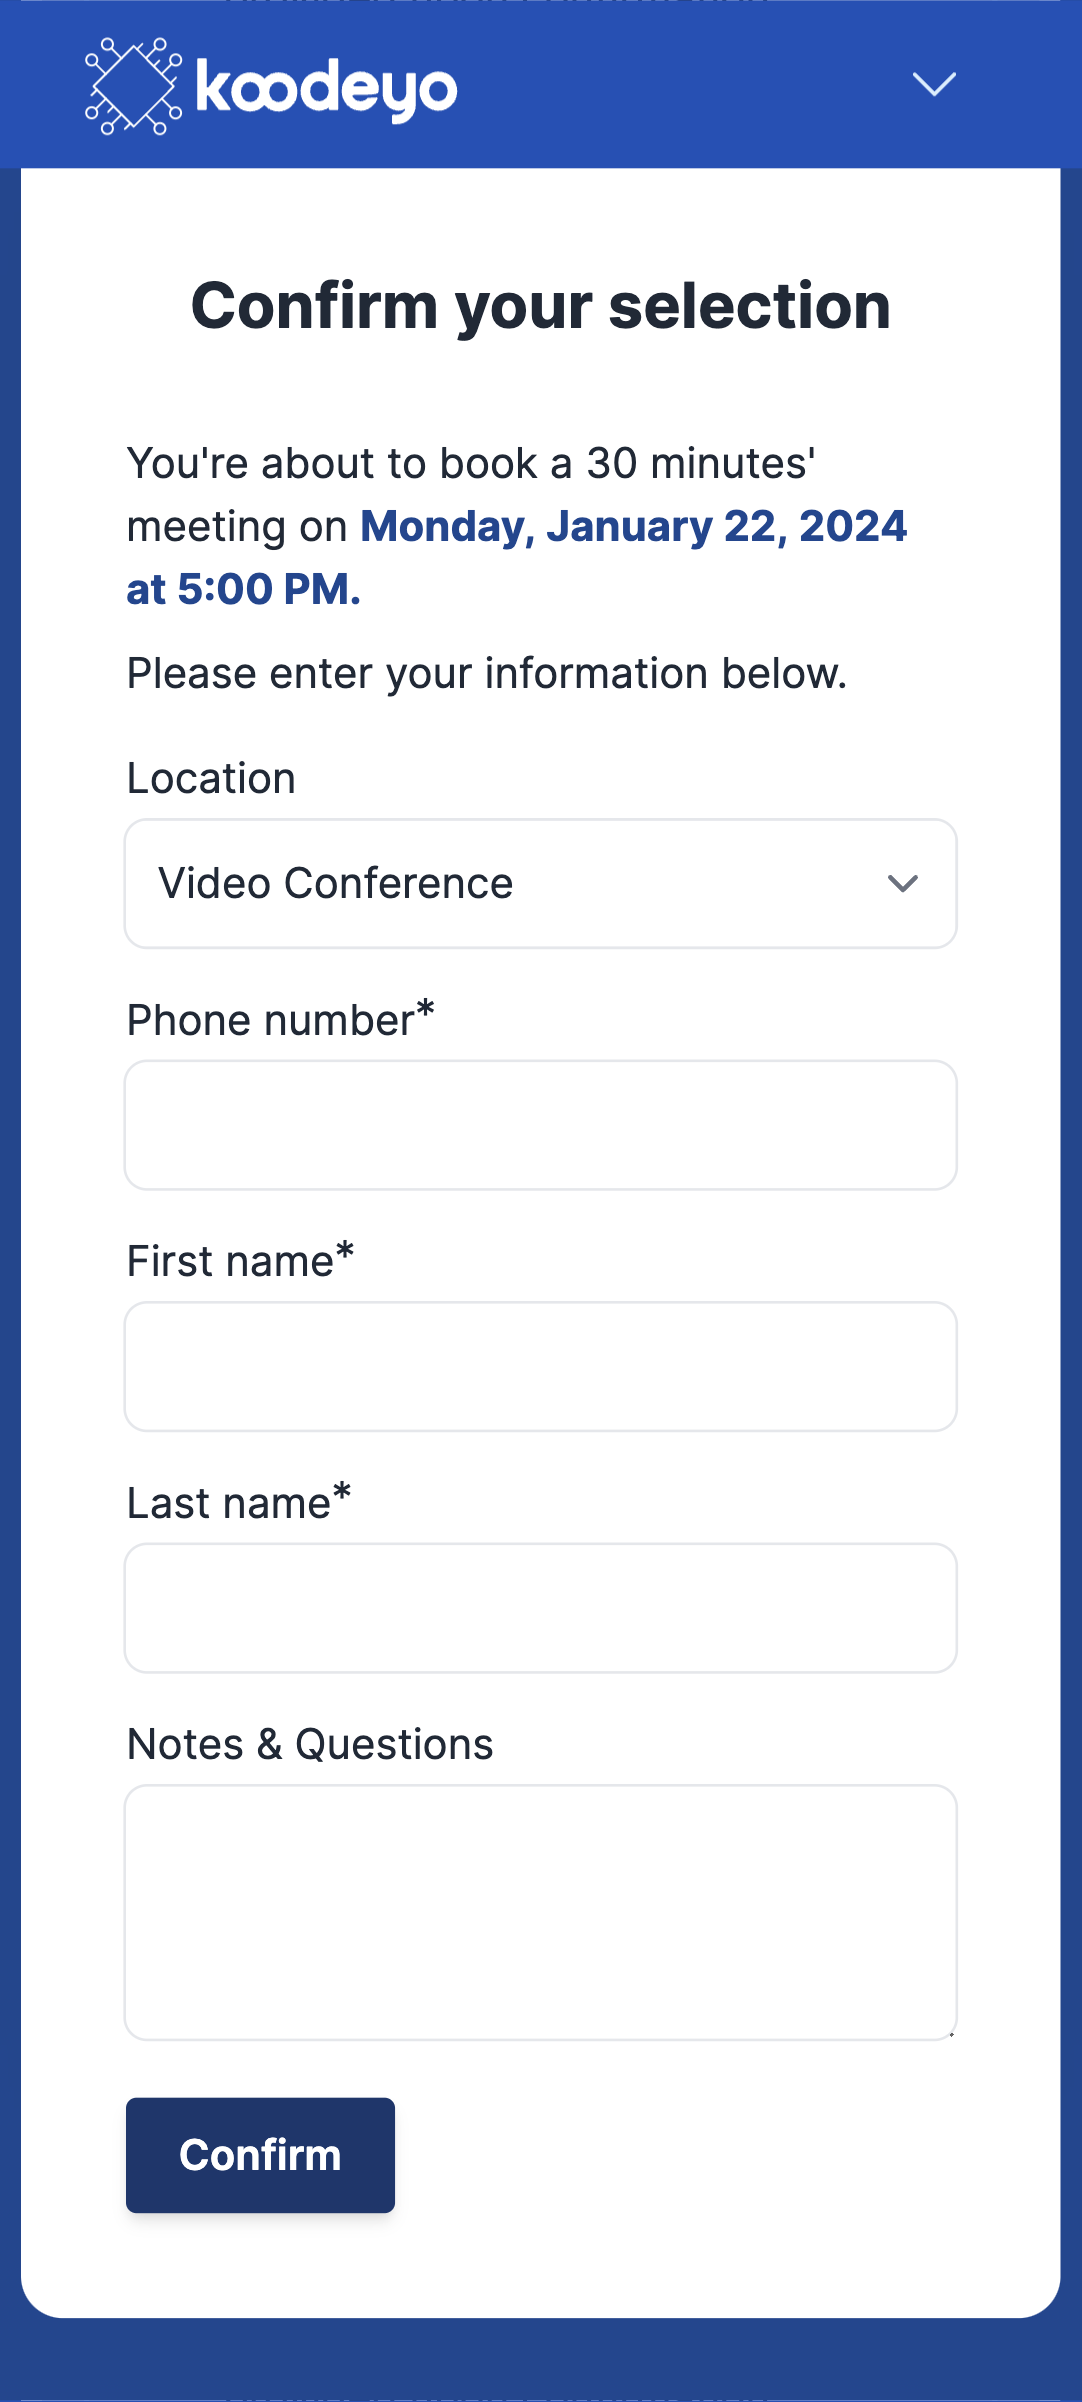 koodeyo
Confirm your selection
You're about to book a 30 minutes'
meeting on Monday, January 22, 2024
at 5:00 PM.
Please enter your information below.
Location
Video Conference
Phone number*
First name*
Last name*
Notes & Questions
Confirm